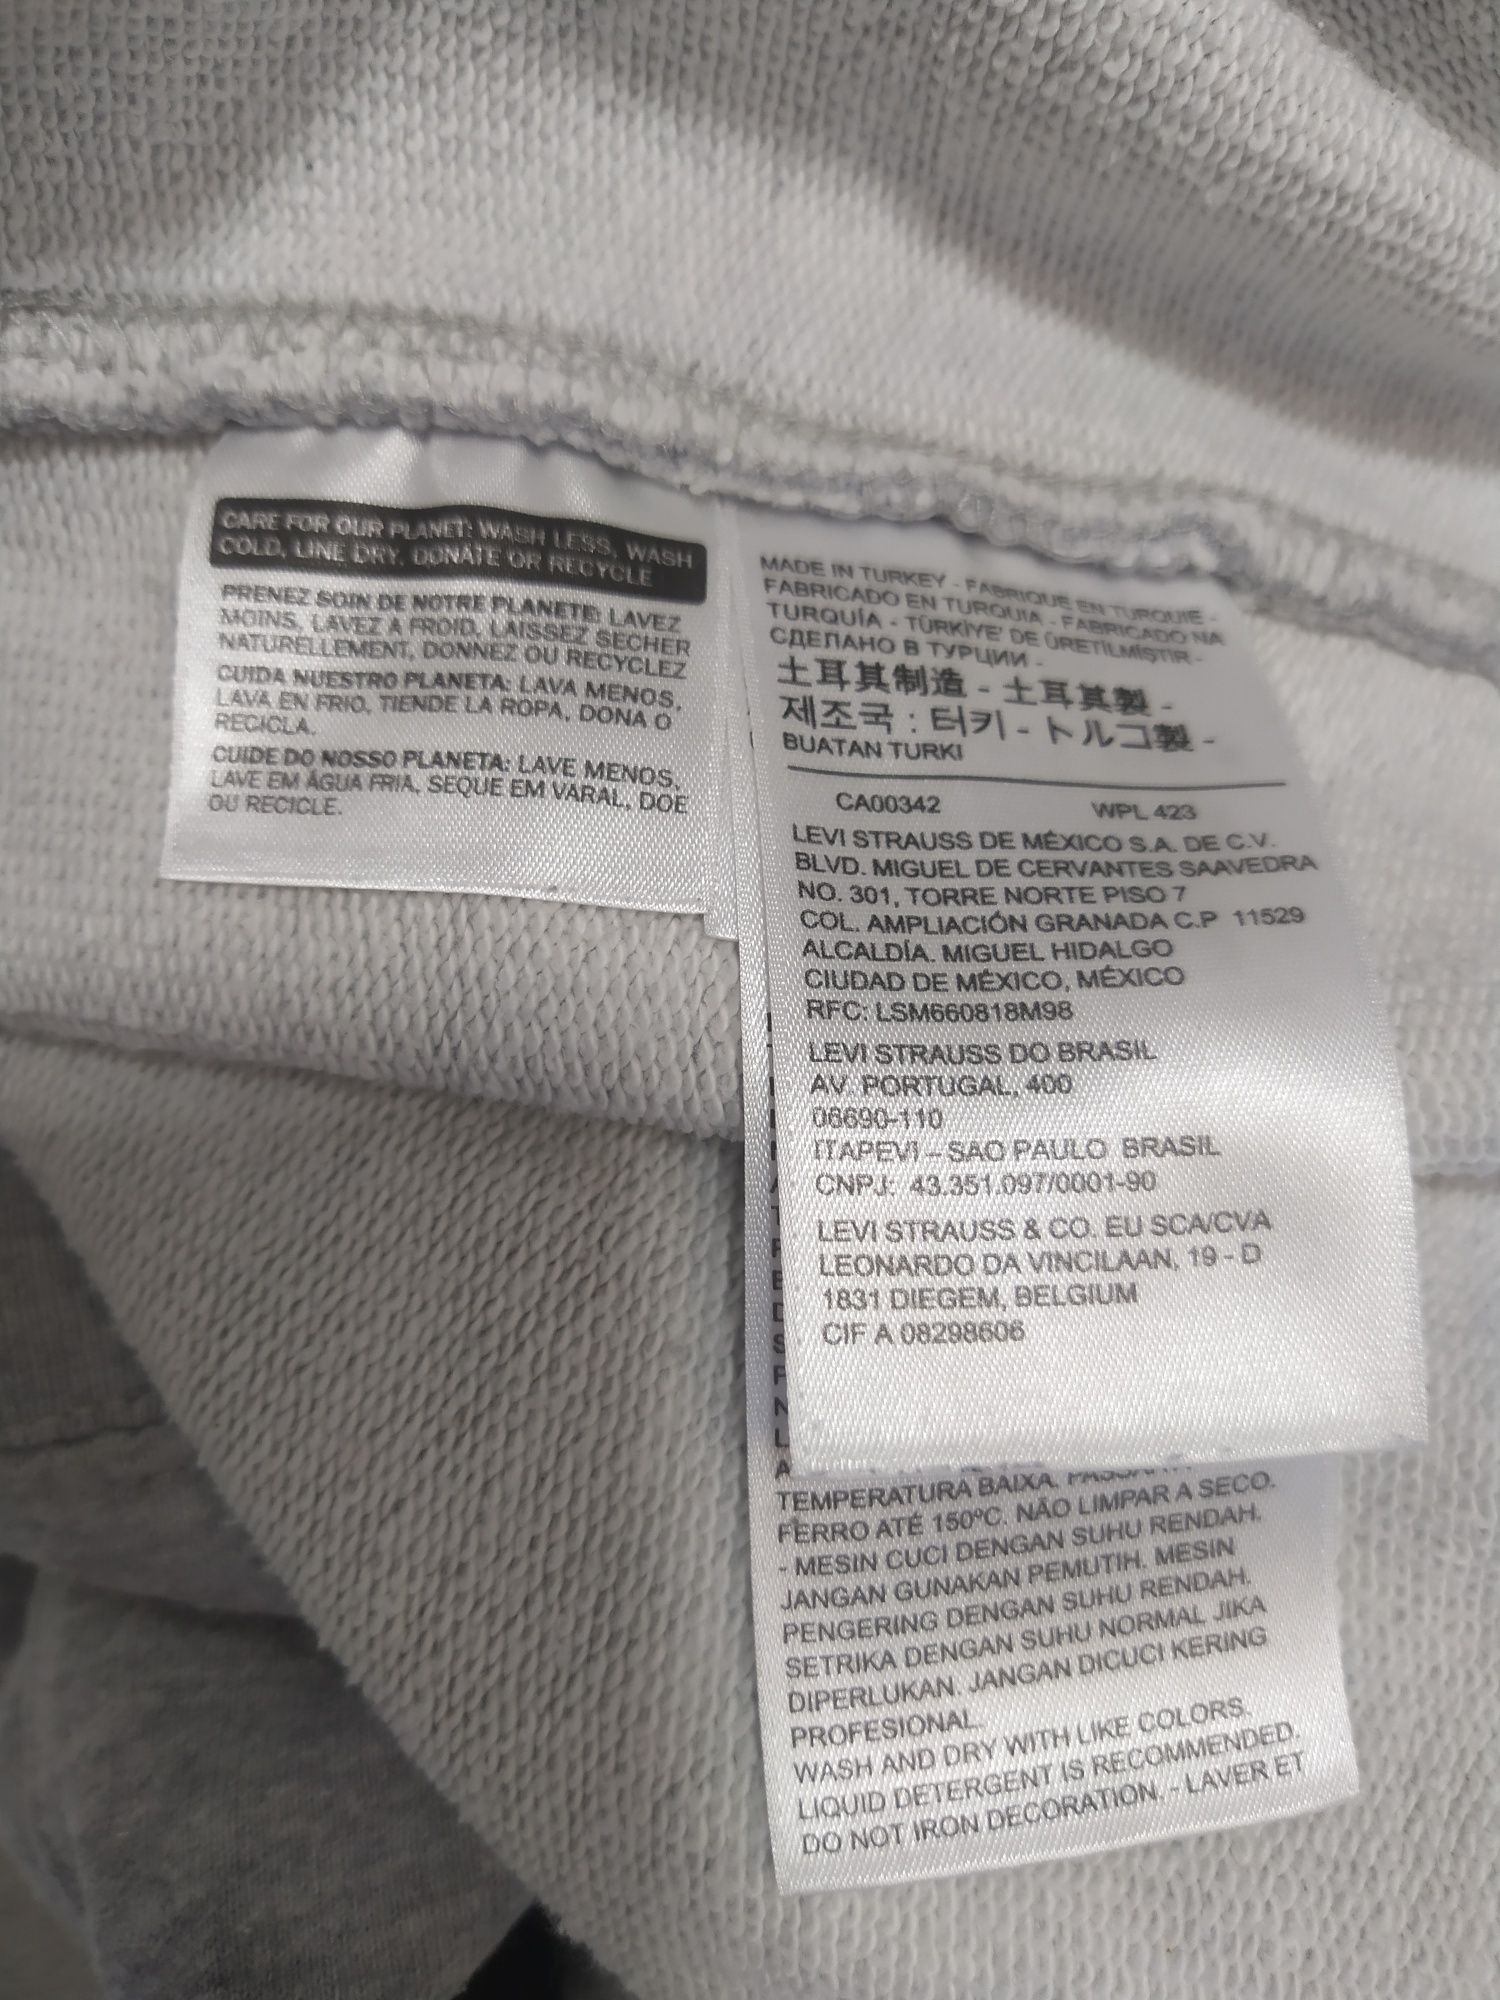 CARE FOR OUR PLANET: WASH LESS, WASH
COLD, LINE DRY, DONATE OR RECYCLE
PRENEZ SOIN DE NOTRE PLANETE: LAVEZ
MOINS, LAVEZ A FROID, LAISSEZ SECHER
NATURELLEMENT, DONNEZ OU RECYCLEZ
CUIDA NUESTRO PLANETA: LAVA MENOS,
LAVA EN FRIO, TIENDE LA ROPA, DONA O
RECICLA.
CUIDE DO NOSSO PLANETA: LAVE MENOS,
LAVE EM ÁGUA FRIA, SEQUE EM VARAL, DOE
OU RECICLE.
MADE IN TURKEY - FABRIQUE EN TURQUIE -
FABRICADO EN TURQUIA - FABRICADO NA
TURQUÍA - TÜRKİYE' DE ÜRETILMİSTIR -
СДЕЛАНО В ТУРЦИИ -
土耳其制造 - 土耳其製 -
제조국 : 터키 - トルコ製 -
BUATAN TURKI
CA00342 WPL 423
LEVI STRAUSS DE MÉXICO S.A. DE C.V.
BLVD. MIGUEL DE CERVANTES SAAVEDRA
NO. 301, TORRE NORTE PISO 7
COL. AMPLIACIÓN GRANADA C.P 11529
ALCALDÍA. MIGUEL HIDALGO
CIUDAD DE MÉXICO, MÉXICO
RFC: LSM660818M98
LEVI STRAUSS DO BRASIL
AV. PORTUGAL, 400
06690-110
ITAPEVI – SAO PAULO BRASIL
CNPJ: 43.351.097/0001-90
LEVI STRAUSS & CO. EU SCA/CVA
LEONARDO DA VINCILAAN, 19 - D
1831 DIEGEM, BELGIUM
CIF A 08298606
TEMPERATURA BAIXA.
FERRO ATÉ 150ºC. NÃO LIMPAR A SECO.
- MESIN CUCI DENGAN SUHU RENDAH.
JANGAN GUNAKAN PEMUTIH. MESIN
PENGERING DENGAN SUHU RENDAH.
SETRIKA DENGAN SUHU NORMAL JIKA
DIPERLUKAN. JANGAN DICUCI KERING
PROFESIONAL.
WASH AND DRY WITH LIKE COLORS.
LIQUID DETERGENT IS RECOMMENDED.
DO NOT IRON DECORATION. - LAVER ET